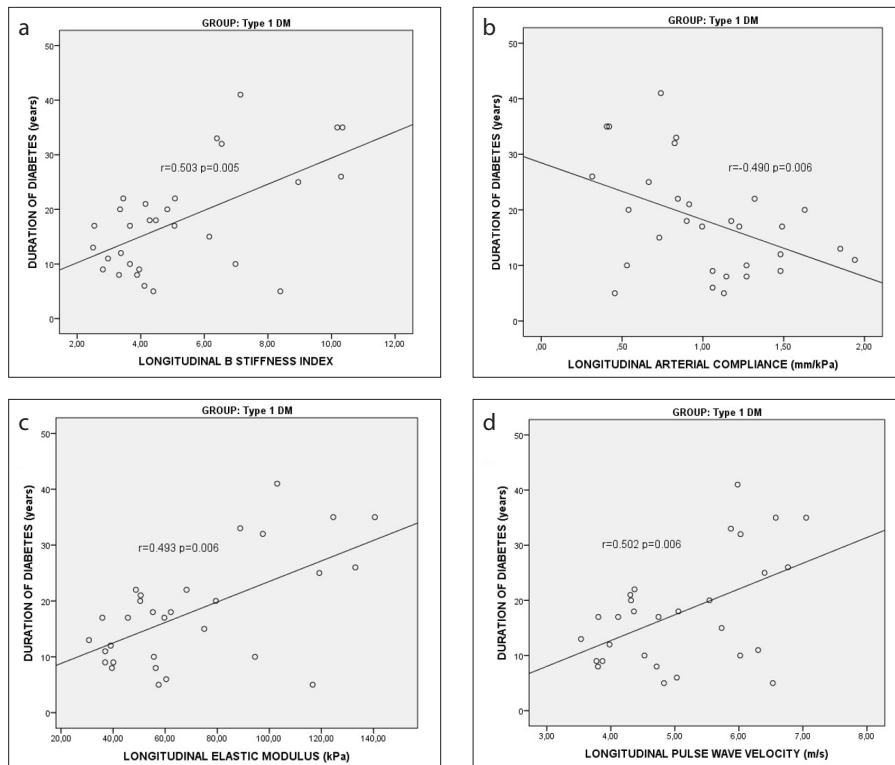 a
GROUP: Type 1 DM
DURATION OF DIABETES (years)
50
40
30
20
10
0
r=0.503 p=0.005
2,00 4,00 6,00 8,00 10,00 12,00
LONGITUDINAL B STIFFNESS INDEX
b
GROUP: Type 1 DM
DURATION OF DIABETES (years)
50
40
30
20
10
0
r=-0.490 p=0.006
,00 ,50 1,00 1,50 2,00
LONGITUDINAL ARTERIAL COMPLIANCE (mm/kPa)
c
GROUP: Type 1 DM
DURATION OF DIABETES (years)
50
40
30
20
10
0
r=0.493 p=0.006
20,00 40,00 60,00 80,00 100,00 120,00 140,00
LONGITUDINAL ELASTIC MODULUS (kPa)
d
GROUP: Type 1 DM
DURATION OF DIABETES (years)
50
40
30
20
10
0
r=0.502 p=0.006
3,00 4,00 5,00 6,00 7,00 8,00
LONGITUDINAL PULSE WAVE VELOCITY (m/s)